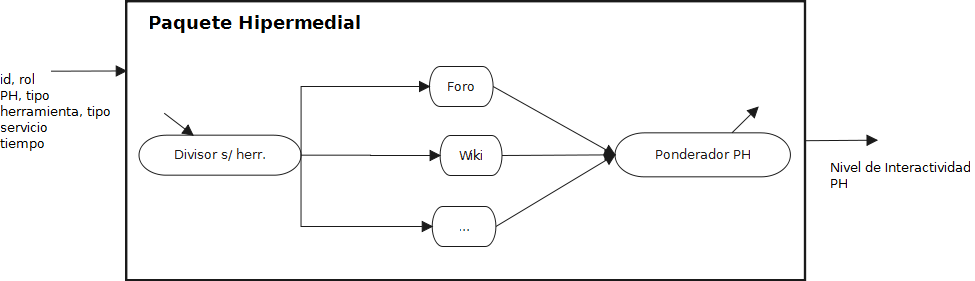 Paquete Hipermedial
id, rol
PH, tipo
herramienta, tipo
servicio
tiempo
Divisor s/ herr.
Foro
Wiki
...
Ponderador PH
Nivel de Interactividad
PH